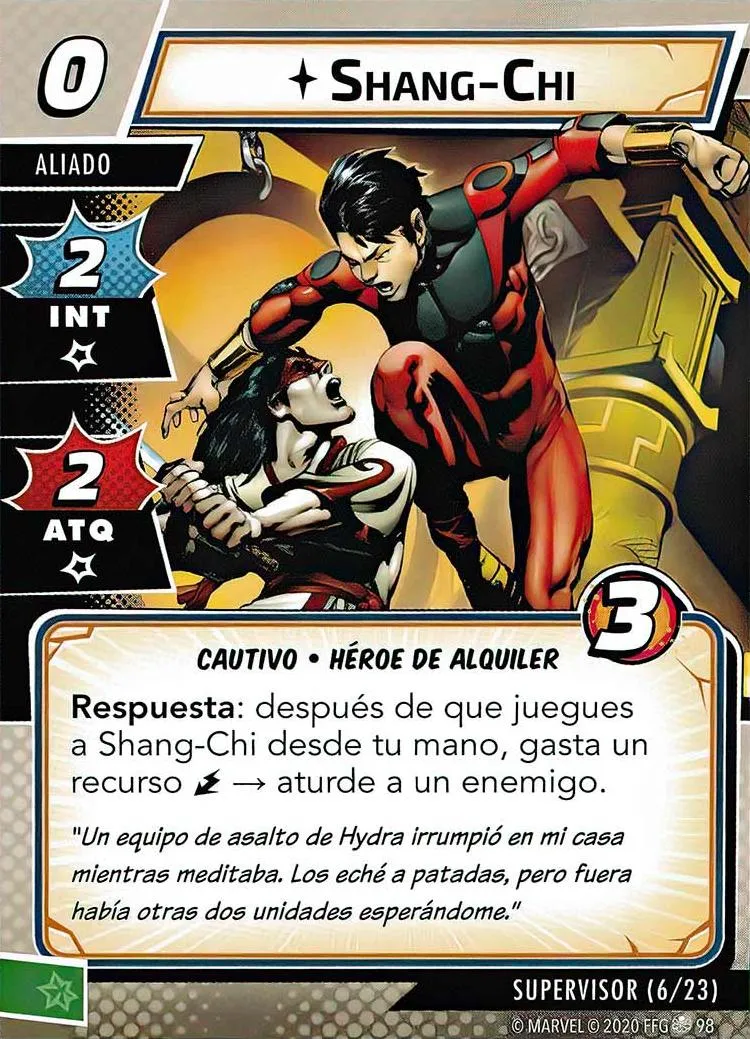 0
SHANG-CHI
ALIADO
2
INT
2
ATQ
3
CAUTIVO • HÉROE DE ALQUILER
Respuesta: después de que juegues
a Shang-Chi desde tu mano, gasta un
recurso → aturde a un enemigo.
"Un equipo de asalto de Hydra irrumpió en mi casa
mientras meditaba. Los eché a patadas, pero fuera
había otras dos unidades esperándome."
SUPERVISOR (6/23)
© MARVEL © 2020 FFG 98